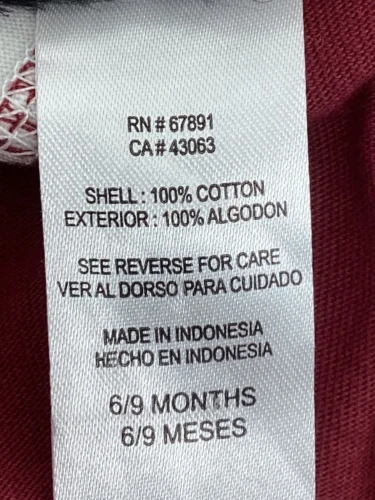 RN # 67891
CA # 43063
SHELL : 100% COTTON
EXTERIOR : 100% ALGODON
SEE REVERSE FOR CARE
VER AL DORSO PARA CUIDADO
MADE IN INDONESIA
HECHO EN INDONESIA
6/9 MONTHS
6/9 MESES